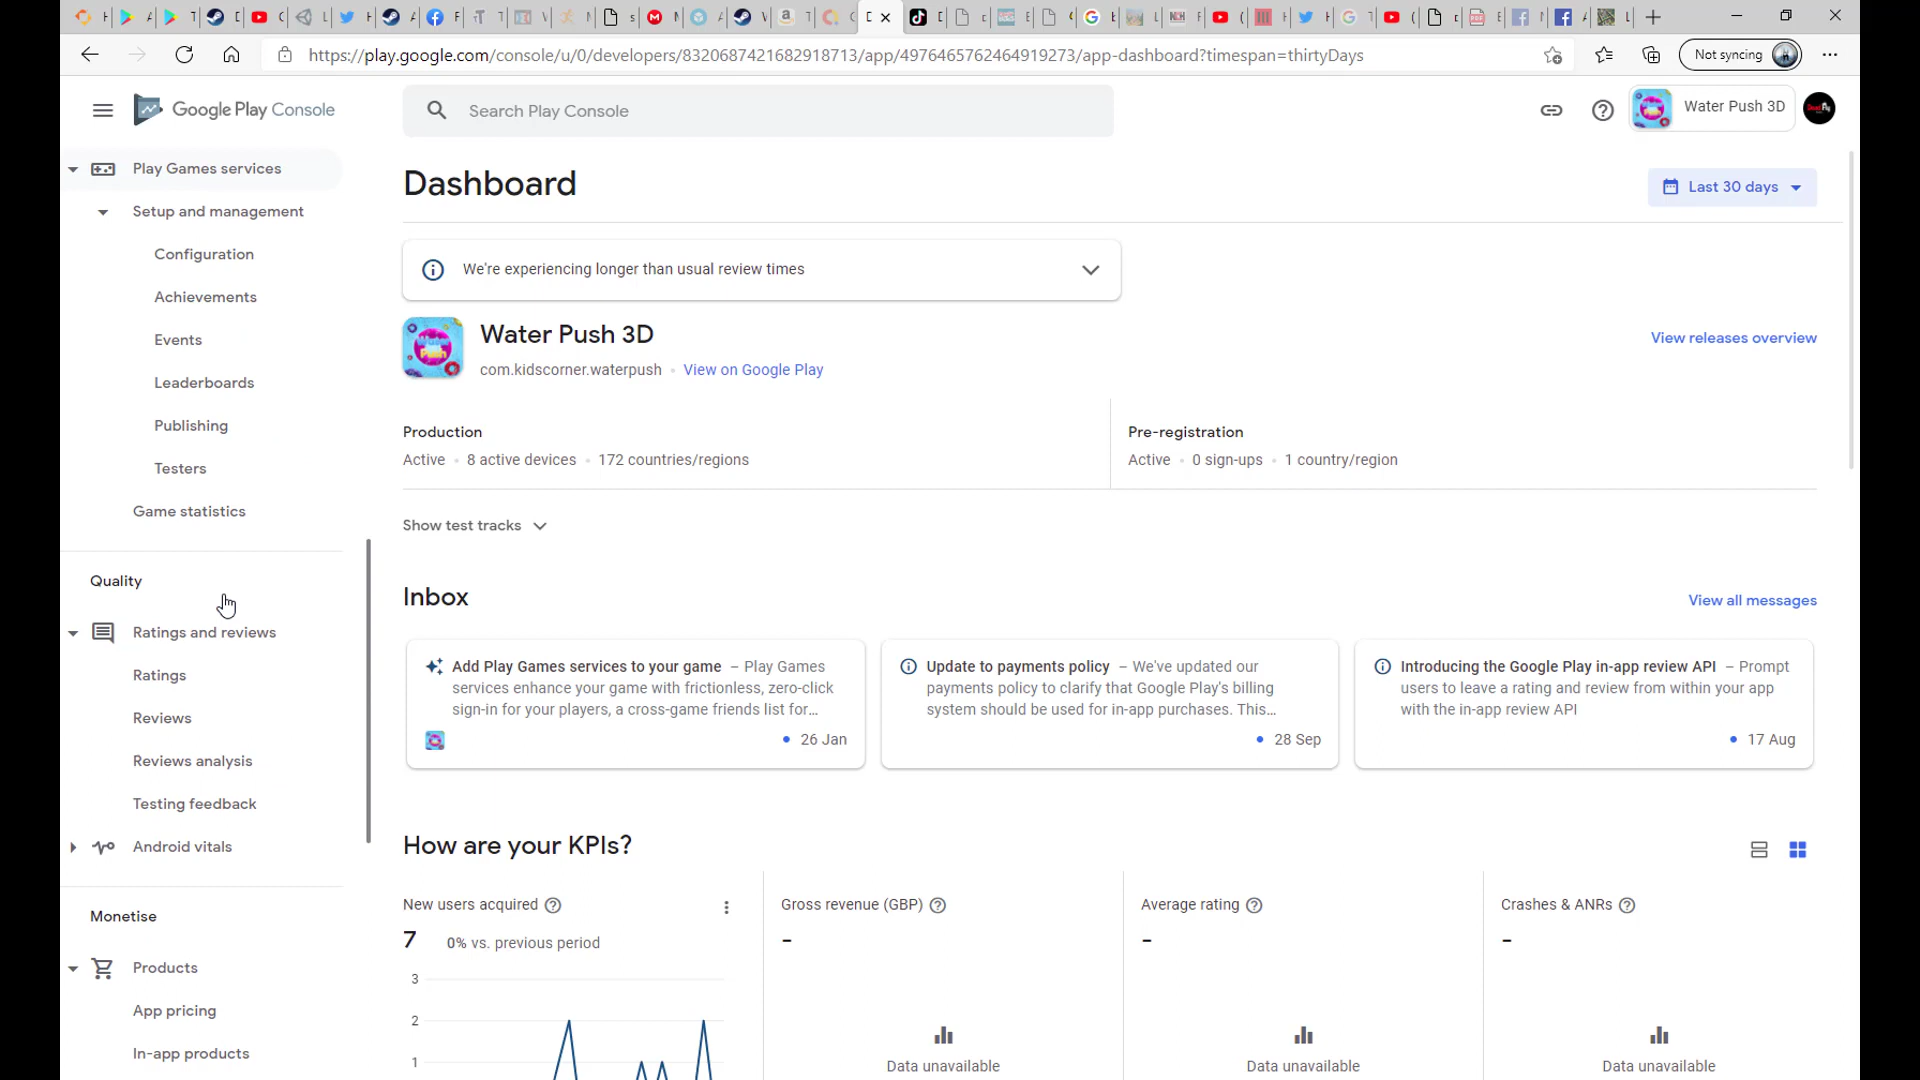 https://play.google.com/console/u/0/developers/8320687421682918713/app/4976465762464919273/app-dashboard?timespan=thirtyDays
Not syncing
Google Play Console
Search Play Console
Water Push 3D
Play Games services
Setup and management
Configuration
Achievements
Events
Leaderboards
Publishing
Testers
Game statistics
Quality
Ratings and reviews
Ratings
Reviews
Reviews analysis
Testing feedback
Android vitals
Monetise
Products
App pricing
In-app products
Dashboard
Last 30 days
We're experiencing longer than usual review times
Water Push 3D
com.kidscorner.waterpush • View on Google Play
View releases overview
Production
Active • 8 active devices • 172 countries/regions
Pre-registration
Active • 0 sign-ups • 1 country/region
Show test tracks
Inbox
View all messages
Add Play Games services to your game – Play Games
services enhance your game with frictionless, zero-click
sign-in for your players, a cross-game friends list for...
26 Jan
Update to payments policy – We've updated our
payments policy to clarify that Google Play's billing
system should be used for in-app purchases. This...
28 Sep
Introducing the Google Play in-app review API – Prompt
users to leave a rating and review from within your app
with the in-app review API
17 Aug
How are your KPIs?
New users acquired
7 0% vs. previous period
3
2
1
Gross revenue (GBP)
-
Data unavailable
Average rating
-
Data unavailable
Crashes & ANRs
-
Data unavailable